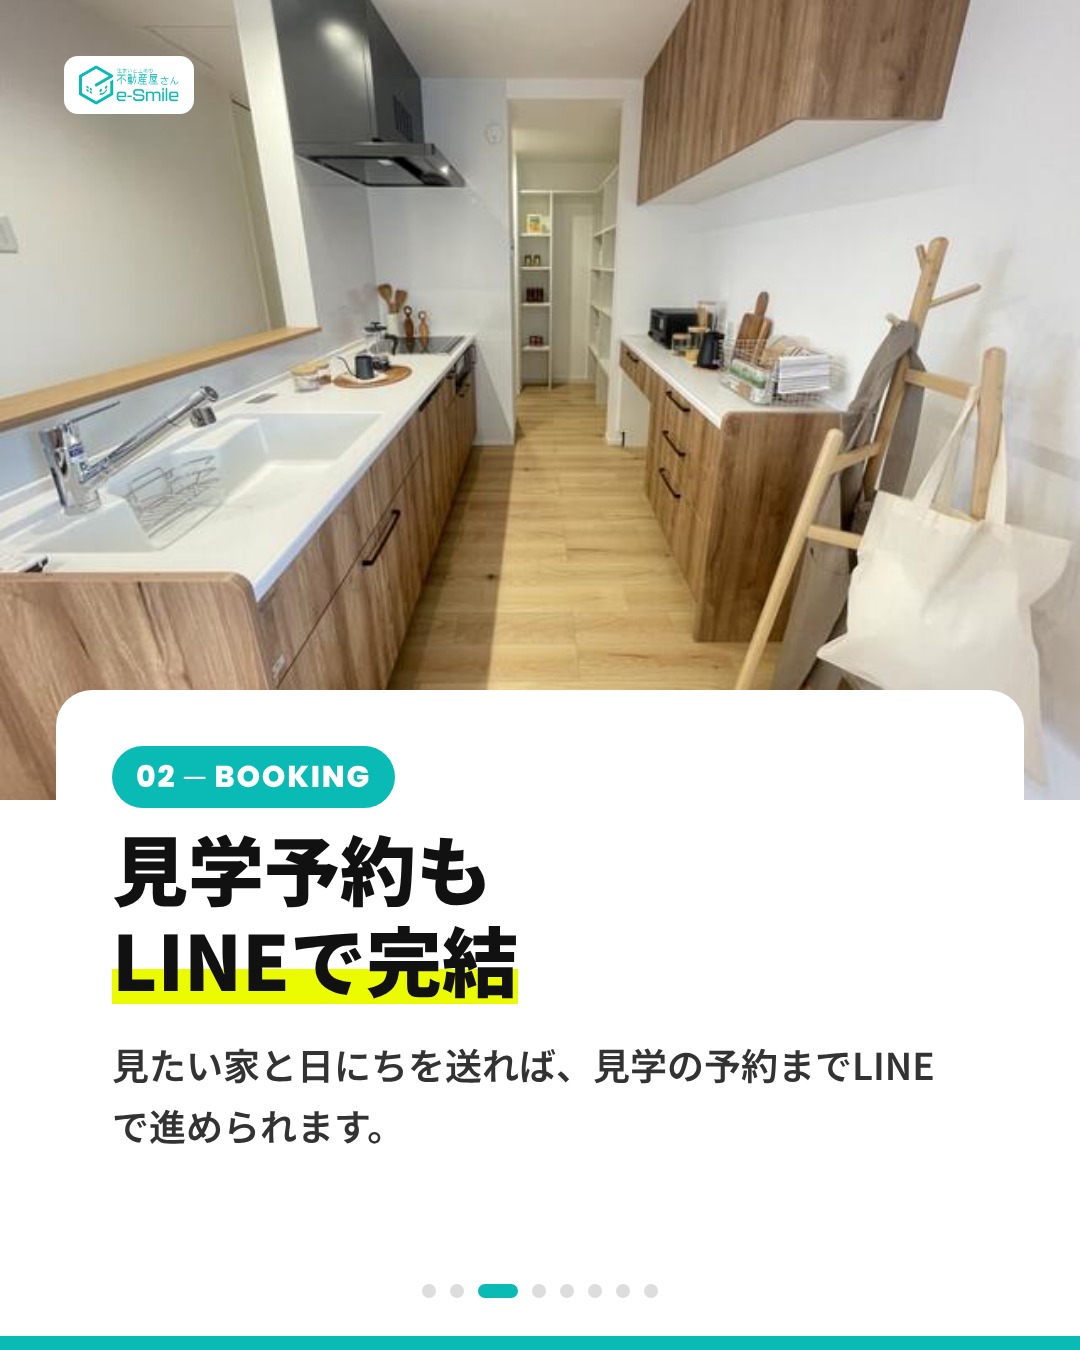 不動産屋さん
e-Smile
02 — BOOKING
見学予約も
LINEで完結
見たい家と日にちを送れば、見学の予約までLINE
で進められます。